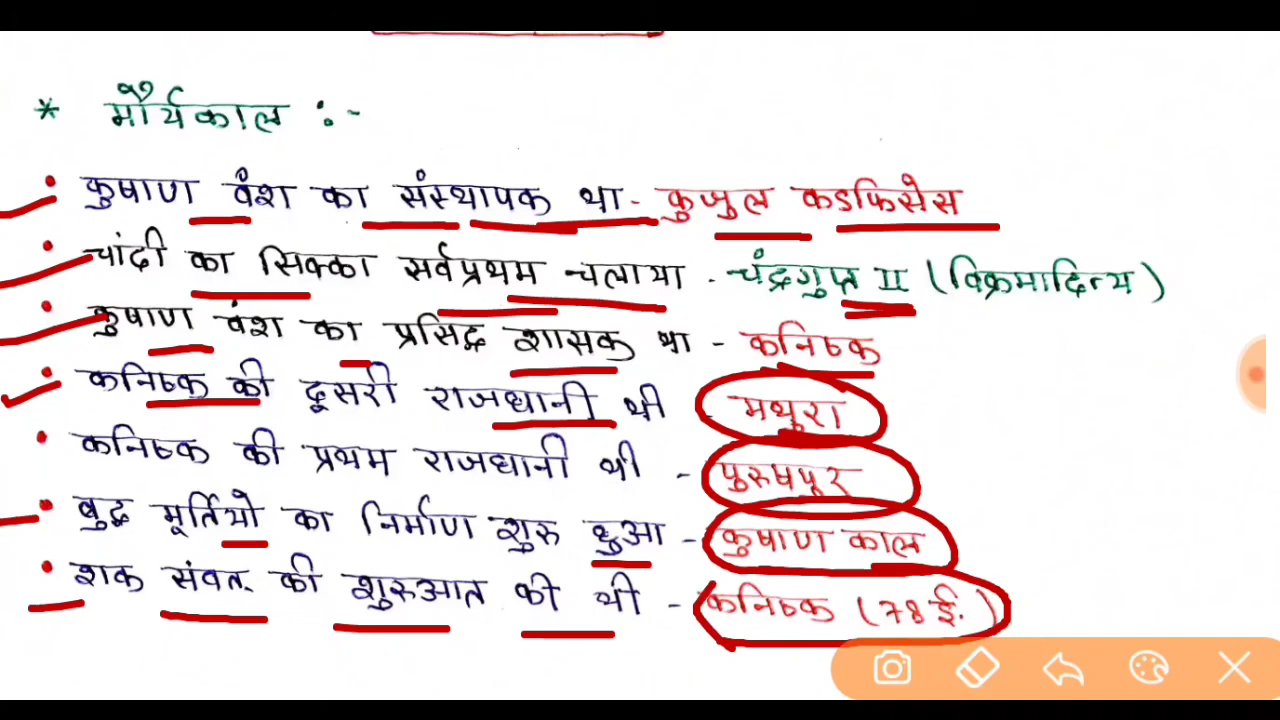 * मौर्यकाल :-
• कुषाण वंश का संस्थापक था - कुजुल कडफिसेस
• चांदी का सिक्का सर्वप्रथम चलाया - चंद्रगुप्त II (विक्रमादित्य)
• कुषाण वंश का प्रसिद्ध शासक था - कनिष्क
• कनिष्क की दूसरी राजधानी थी - मथुरा
• कनिष्क की प्रथम राजधानी थी - पुरुषपूर
• बुद्ध मूर्तियो का निर्माण शुरु हुआ - कुषाण काल
• शक संवत् की शुरुआत की थी - कनिष्क (78 ई.)